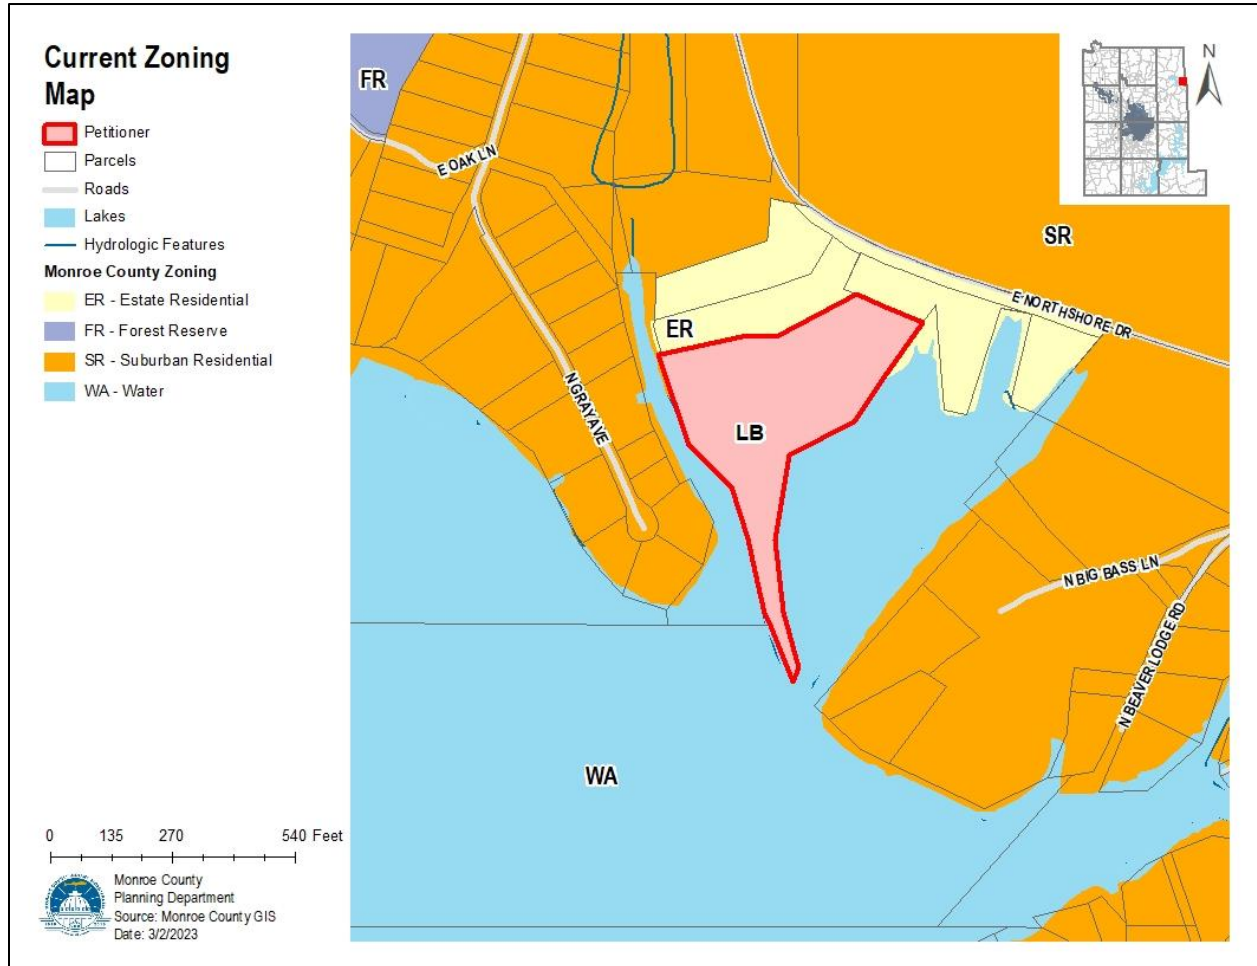 Current Zoning
Map
Petitioner
Parcels
Roads
Lakes
Hydrologic Features
Monroe County Zoning
ER - Estate Residential
FR - Forest Reserve
SR - Suburban Residential
WA - Water
0 135 270 540 Feet
Monroe County
Planning Department
Source: Monroe County GIS
Date: 3/2/2023
FR
E OAK LN
N GRAY AVE
ER
LB
SR
E NORTHSHORE DR
N BIG BASS LN
N BEAVER LODGE RD
WA
N